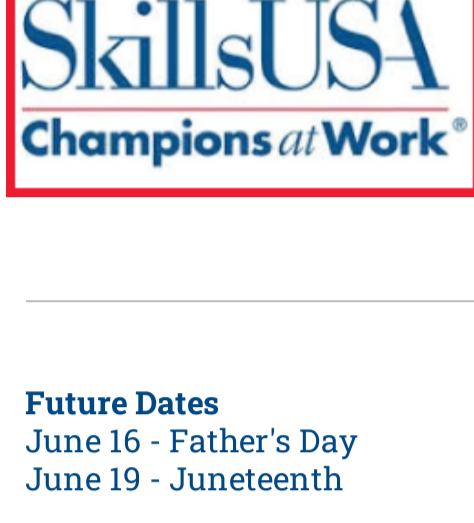 SkillsUSA
Champions at Work®
Future Dates
June 16 - Father's Day
June 19 - Juneteenth